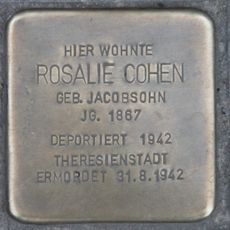 HIER WOHNTE
ROSALIE COHEN
GEB. JACOBSOHN
JG. 1867
DEPORTIERT 1942
THERESIENSTADT
ERMORDET 31.8.1942